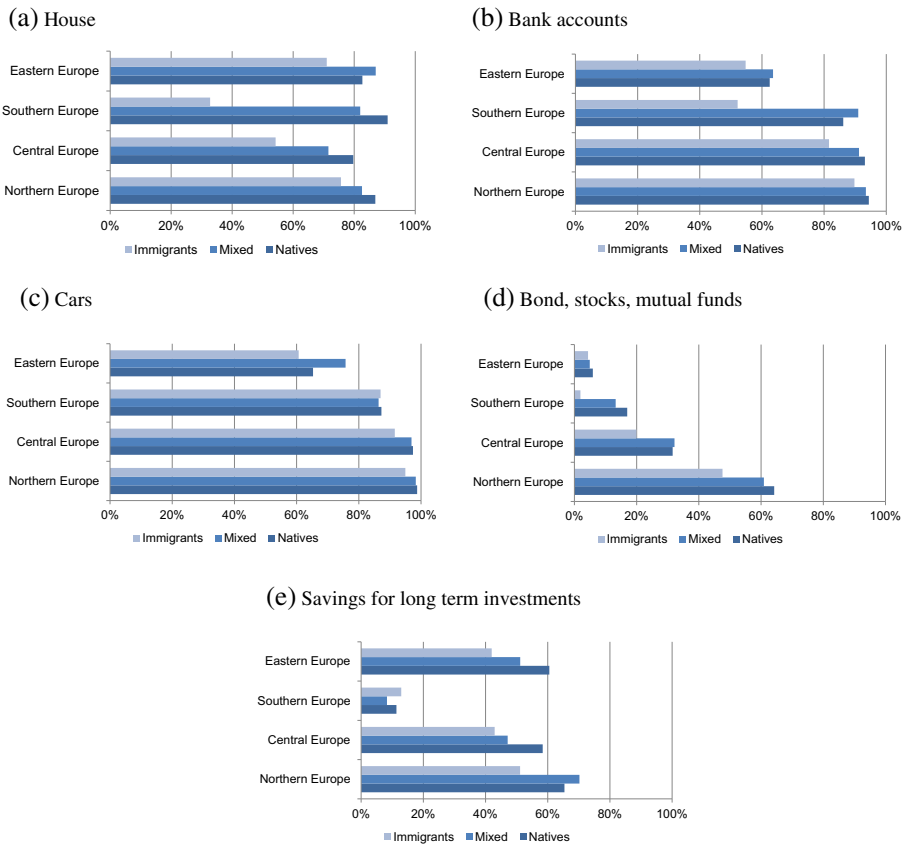 (a) House
Eastern Europe
Southern Europe
Central Europe
Northern Europe
0% 20% 40% 60% 80% 100%
Immigrants Mixed Natives
(b) Bank accounts
Eastern Europe
Southern Europe
Central Europe
Northern Europe
0% 20% 40% 60% 80% 100%
Immigrants Mixed Natives
(c) Cars
Eastern Europe
Southern Europe
Central Europe
Northern Europe
0% 20% 40% 60% 80% 100%
Immigrants Mixed Natives
(d) Bond, stocks, mutual funds
Eastern Europe
Southern Europe
Central Europe
Northern Europe
0% 20% 40% 60% 80% 100%
Immigrants Mixed Natives
(e) Savings for long term investments
Eastern Europe
Southern Europe
Central Europe
Northern Europe
0% 20% 40% 60% 80% 100%
Immigrants Mixed Natives